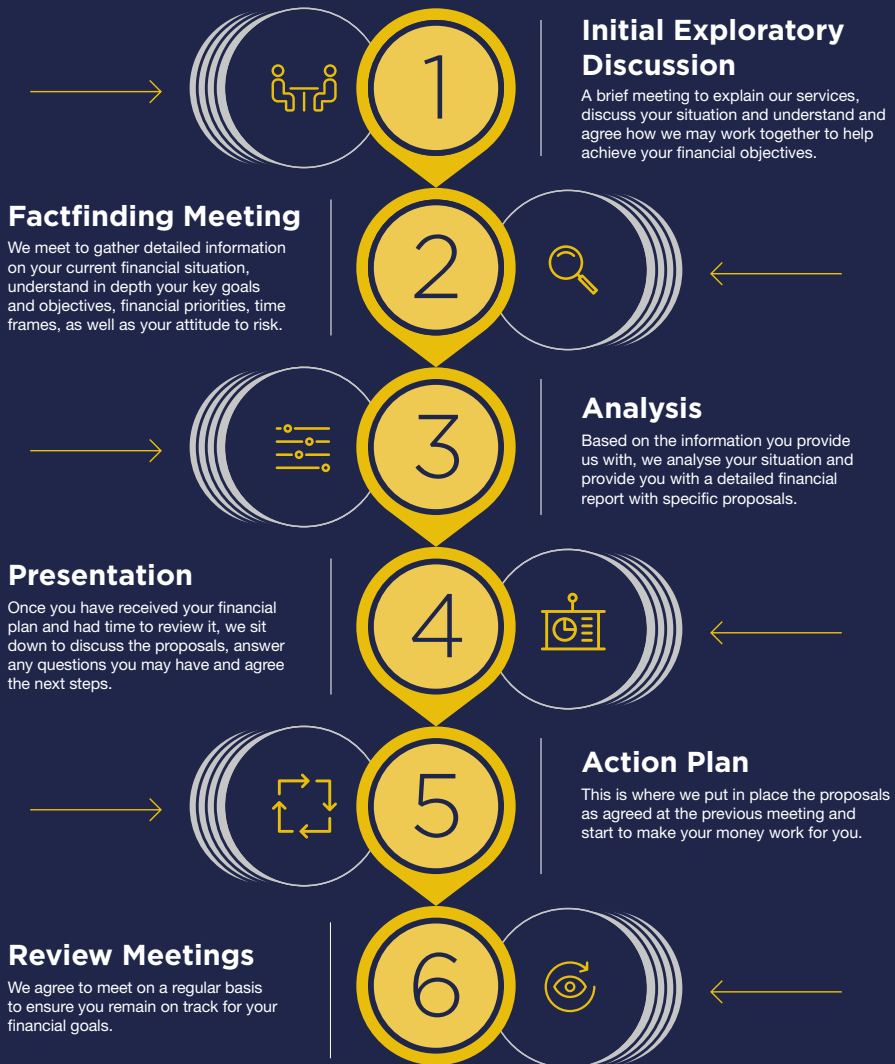 1
Initial Exploratory
Discussion
A brief meeting to explain our services,
discuss your situation and understand and
agree how we may work together to help
achieve your financial objectives.
Factfinding Meeting
We meet to gather detailed information
on your current financial situation,
understand in depth your key goals
and objectives, financial priorities, time
frames, as well as your attitude to risk.
2
3
Analysis
Based on the information you provide
us with, we analyse your situation and
provide you with a detailed financial
report with specific proposals.
Presentation
Once you have received your financial
plan and had time to review it, we sit
down to discuss the proposals, answer
any questions you may have and agree
the next steps.
4
5
Action Plan
This is where we put in place the proposals
as agreed at the previous meeting and
start to make your money work for you.
Review Meetings
We agree to meet on a regular basis
to ensure you remain on track for your
financial goals.
6